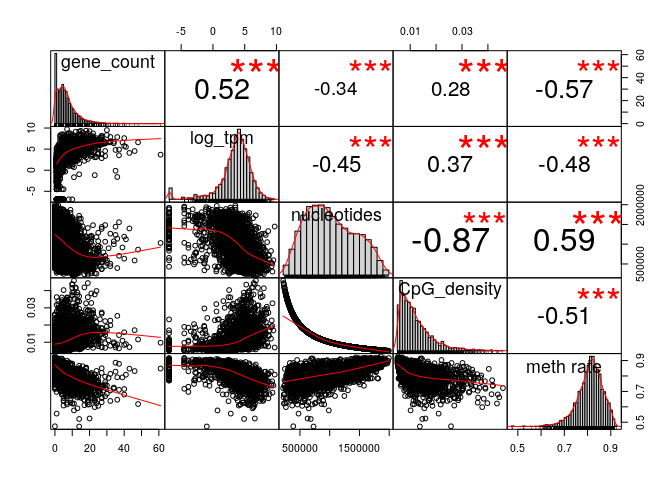 -5 0 5 10 0.01 0.03
gene_count *** 0.52 *** -0.34 *** 0.28 *** -0.57 ***
0 20 40 60
-5 0 5 10
log_tpm -0.45 *** 0.37 *** -0.48 ***
nucleotides -0.87 *** 0.59 ***
500000 2000000
0.01 0.03
CpG_density -0.51 ***
meth rate
0.5 0.7 0.9
0 20 40 60 500000 1500000 0.5 0.7 0.9